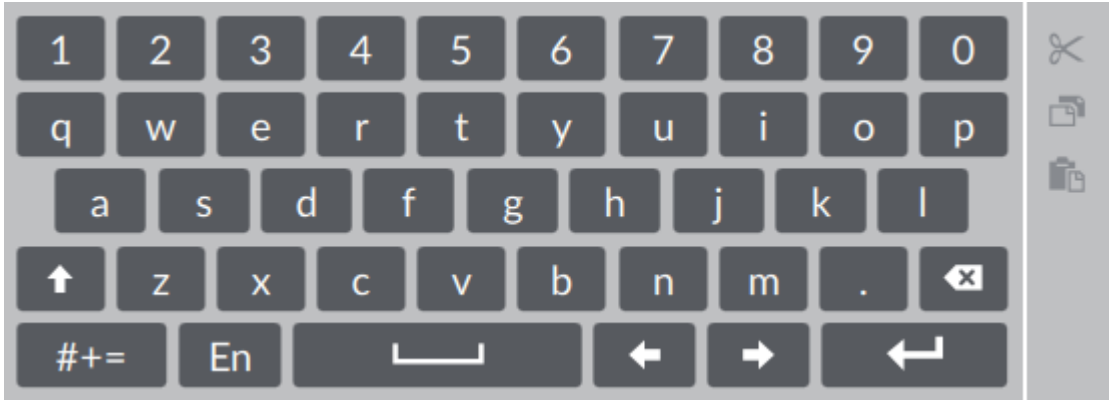 1 2 3 4 5 6 7 8 9 0
q w e r t y u i o p
a s d f g h j k l
z x c v b n m .
#+= En